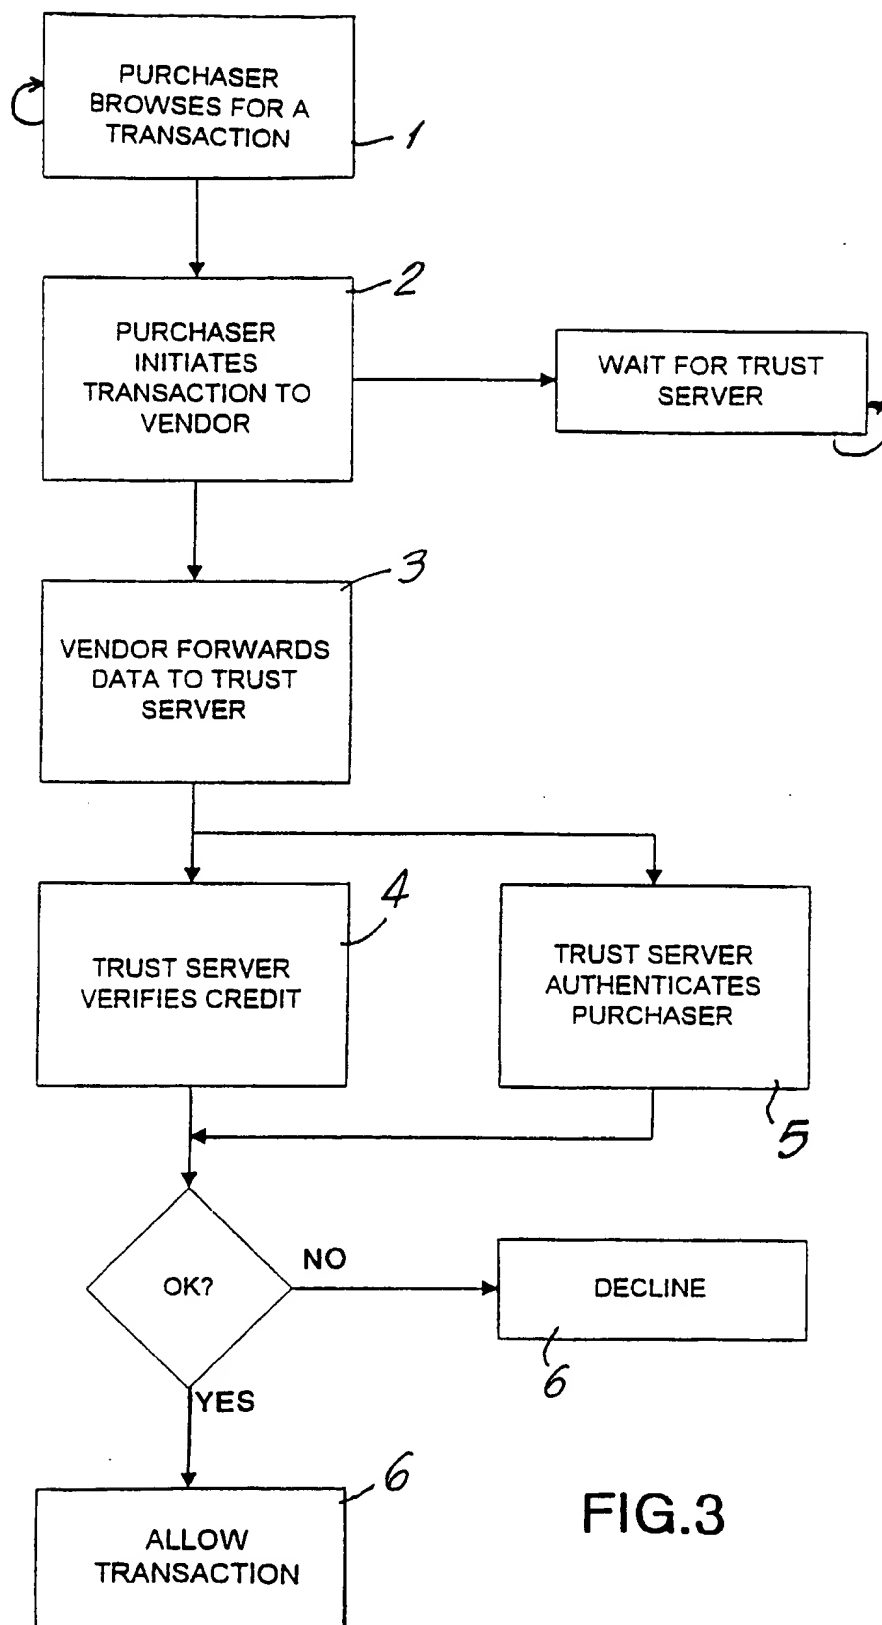 PURCHASER
BROWSES FOR A
TRANSACTION
1
2
PURCHASER
INITIATES
TRANSACTION TO
VENDOR
WAIT FOR TRUST
SERVER
3
VENDOR FORWARDS
DATA TO TRUST
SERVER
4
TRUST SERVER
VERIFIES CREDIT
TRUST SERVER
AUTHENTICATES
PURCHASER
5
OK?
NO
DECLINE
6
YES
6
ALLOW
TRANSACTION
FIG.3